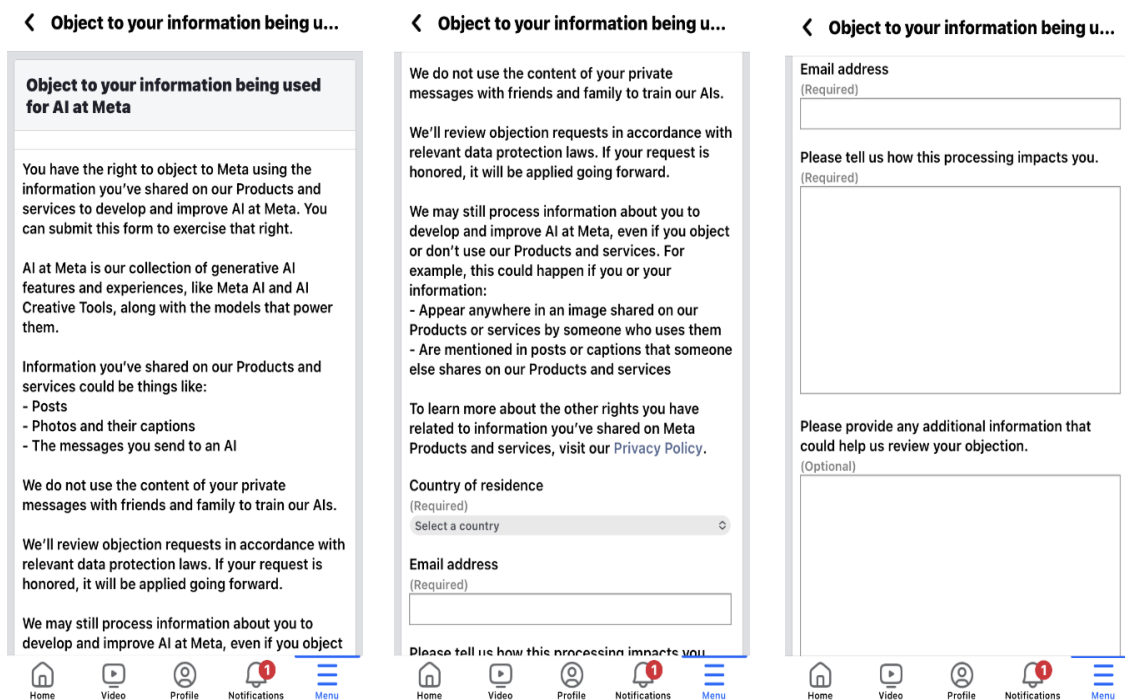 Object to your information being u...
Object to your information being used
for AI at Meta
You have the right to object to Meta using the
information you've shared on our Products and
services to develop and improve AI at Meta. You
can submit this form to exercise that right.
AI at Meta is our collection of generative AI
features and experiences, like Meta AI and AI
Creative Tools, along with the models that power
them.
Information you've shared on our Products and
services could be things like:
- Posts
- Photos and their captions
- The messages you send to an AI
We do not use the content of your private
messages with friends and family to train our AIs.
We'll review objection requests in accordance with
relevant data protection laws. If your request is
honored, it will be applied going forward.
We may still process information about you to
develop and improve AI at Meta, even if you object
1
Home Video Profile Notifications Menu
Object to your information being u...
We do not use the content of your private
messages with friends and family to train our AIs.
We'll review objection requests in accordance with
relevant data protection laws. If your request is
honored, it will be applied going forward.
We may still process information about you to
develop and improve AI at Meta, even if you object
or don't use our Products and services. For
example, this could happen if you or your
information:
- Appear anywhere in an image shared on our
Products or services by someone who uses them
- Are mentioned in posts or captions that someone
else shares on our Products and services
To learn more about the other rights you have
related to information you've shared on Meta
Products and services, visit our Privacy Policy.
Country of residence
(Required)
Select a country
Email address
(Required)
Please tell us how this processing impacts you
1
Home Video Profile Notifications Menu
Object to your information being u...
Email address
(Required)
Please tell us how this processing impacts you.
(Required)
Please provide any additional information that
could help us review your objection.
(Optional)
1
Home Video Profile Notifications Menu